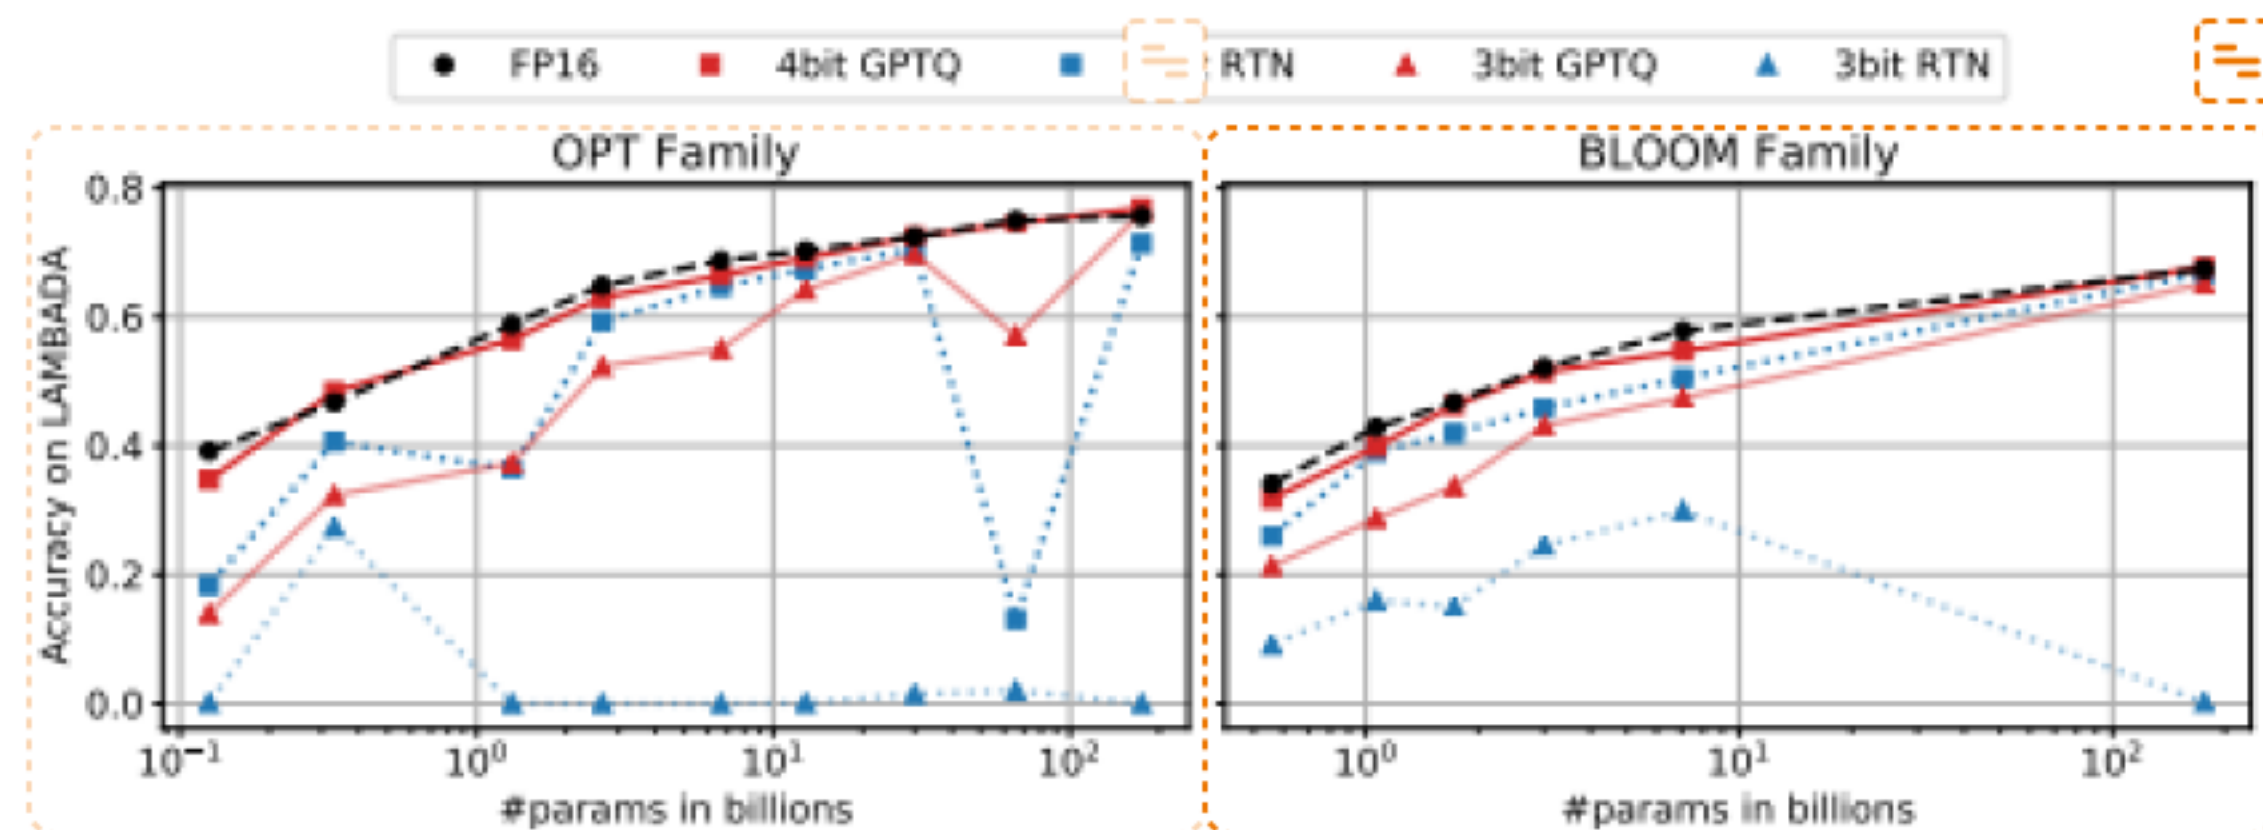 FP16 4bit GPTQ RTN 3bit GPTQ 3bit RTN
OPT Family
BLOOM Family
Accuracy on LAMBADA
0.8
0.6
0.4
0.2
0.0
10⁻¹ 10⁰ 10¹ 10²
10⁰ 10¹ 10²
#params in billions
#params in billions